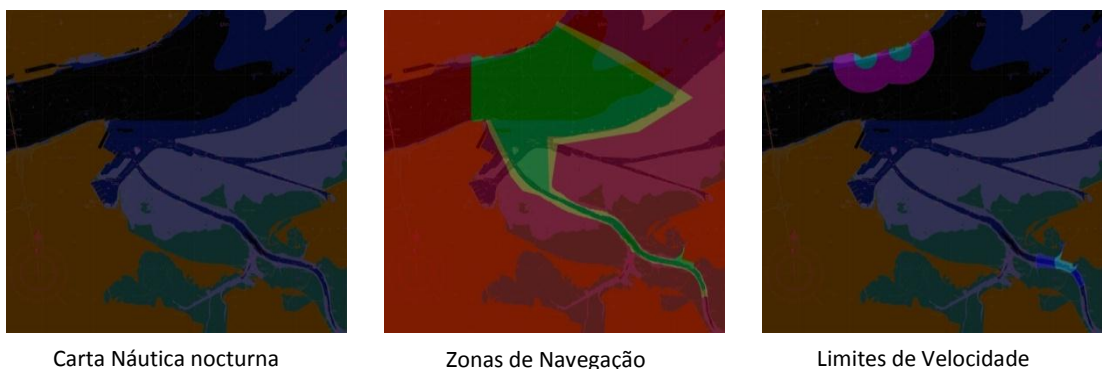 Carta Náutica nocturna
Zonas de Navegação
Limites de Velocidade